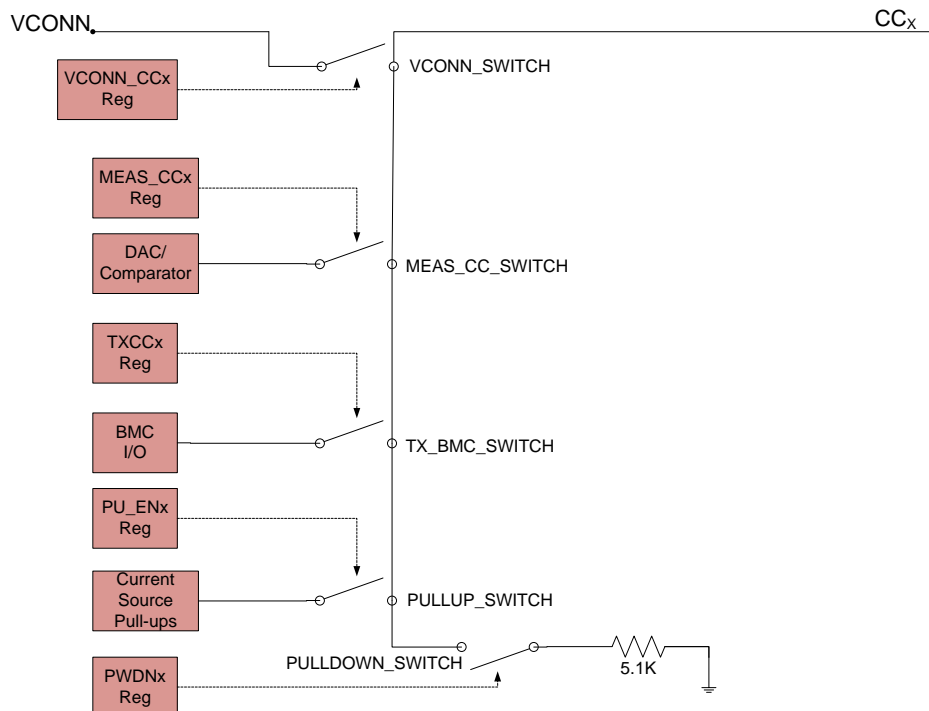 VCONN
CCX
VCONN_CCx
Reg
VCONN_SWITCH
MEAS_CCx
Reg
DAC/
Comparator
MEAS_CC_SWITCH
TXCCx
Reg
BMC
I/O
TX_BMC_SWITCH
PU_ENx
Reg
Current
Source
Pull-ups
PULLUP_SWITCH
PULLDOWN_SWITCH
5.1K
PWDNx
Reg